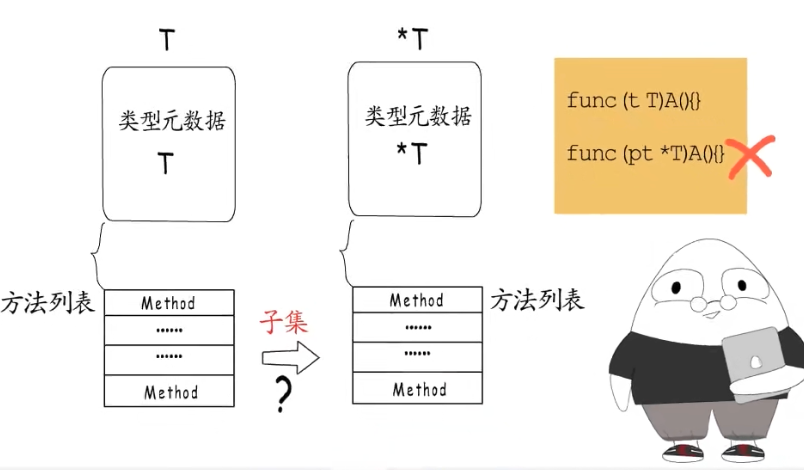 T
*T
类型元数据
T
类型元数据
*T
func (t T)A(){}
func (pt *T)A(){}
方法列表
Method
......
......
Method
子集
?
Method
......
......
Method
方法列表